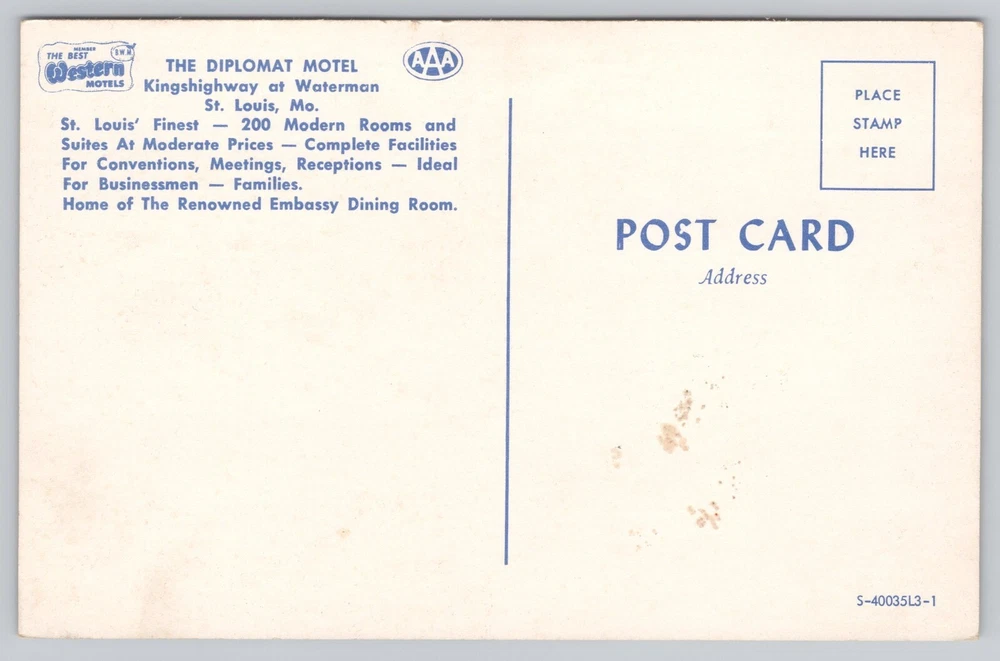 MEMBER
THE BEST
B.W.M
Western
MOTELS
AAA
THE DIPLOMAT MOTEL
Kingshighway at Waterman
St. Louis, Mo.
St. Louis' Finest — 200 Modern Rooms and
Suites At Moderate Prices — Complete Facilities
For Conventions, Meetings, Receptions — Ideal
For Businessmen — Families.
Home of The Renowned Embassy Dining Room.
PLACE
STAMP
HERE
POST CARD
Address
S-40035L3-1